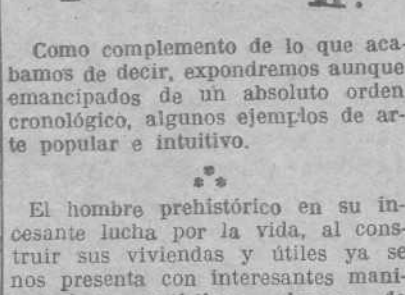 Como complemento de lo que aca-
bamos de decir, expondremos aunque
emancipados de un absoluto orden
cronológico, algunos ejemplos de ar-
te popular e intuitivo.
***
El hombre prehistórico en su in-
cesante lucha por la vida, al cons-
truir sus viviendas y útiles ya se
nos presenta con interesantes mani-